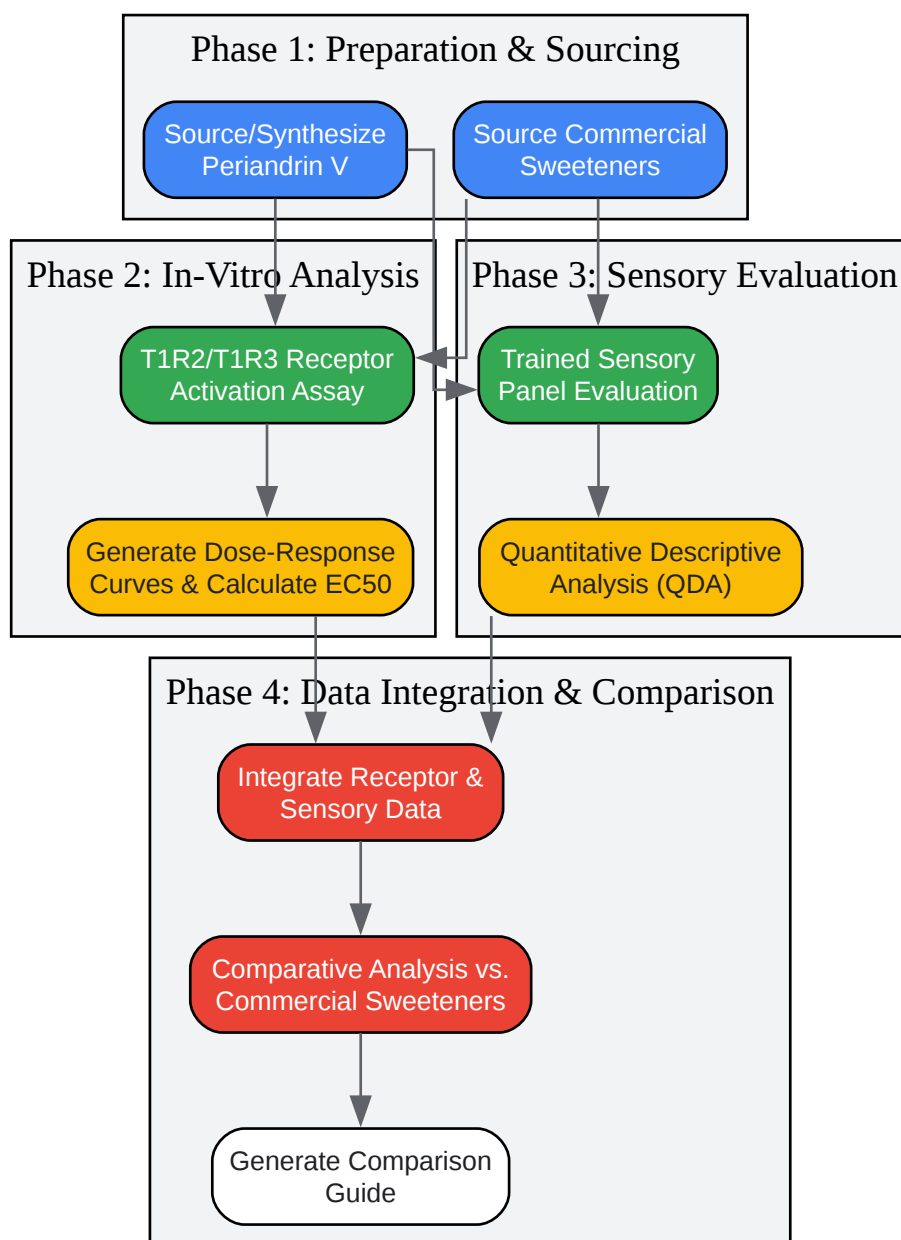 Phase 1: Preparation & Sourcing
Source/Synthesize
Periandrin V
Source Commercial
Sweeteners
Phase 2: In-Vitro Analysis
T1R2/T1R3 Receptor
Activation Assay
Generate Dose-Response
Curves & Calculate EC50
Phase 3: Sensory Evaluation
Trained Sensory
Panel Evaluation
Quantitative Descriptive
Analysis (QDA)
Phase 4: Data Integration & Comparison
Integrate Receptor &
Sensory Data
Comparative Analysis vs.
Commercial Sweeteners
Generate Comparison
Guide